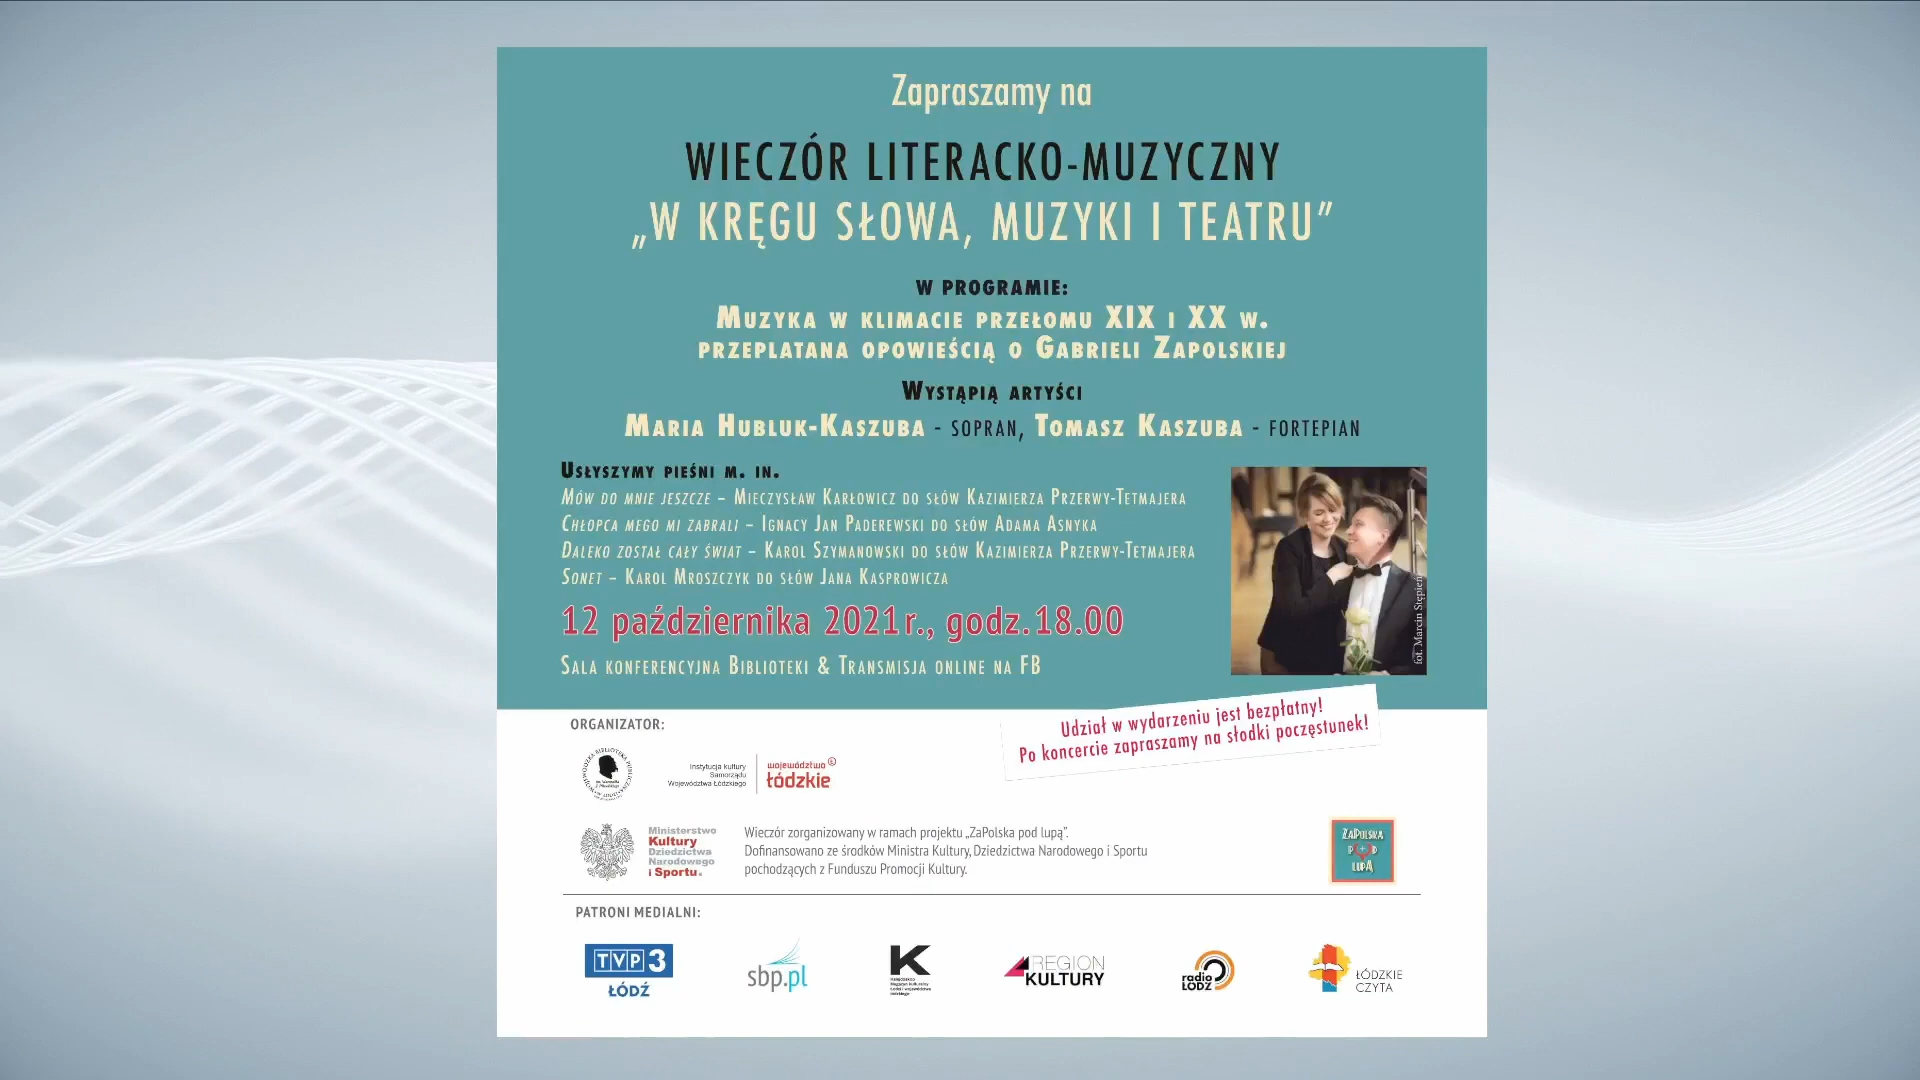 Zapraszamy na
WIECZÓR LITERACKO-MUZYCZNY
„W KRĘGU SŁOWA, MUZYKI I TEATRU”
W PROGRAMIE:
MUZYKA W KLIMACIE PRZEŁOMU XIX I XX W.
PRZEPLATANA OPOWIEŚCIĄ O GABRIELI ZAPOLSKIEJ
WYSTĄPIĄ ARTYŚCI
MARIA HUBLUK-KASZUBA - SOPRAN, TOMASZ KASZUBA - FORTEPIAN
USŁYSZYMY PIEŚNI M. IN.
MÓW DO MNIE JESZCZE – MIECZYSŁAW KARŁOWICZ DO SŁÓW KAZIMIERZA PRZERWY-TETMAJERA
CHŁOPCA MEGO MI ZABRALI – IGNACY JAN PADEREWSKI DO SŁÓW ADAMA ASNYKA
DALEKO ZOSTAŁ CAŁY ŚWIAT – KAROL SZYMANOWSKI DO SŁÓW KAZIMIERZA PRZERWY-TETMAJERA
SONET – KAROL MROSZCZYK DO SŁÓW JANA KASPROWICZA
12 października 2021 r., godz. 18.00
SALA KONFERENCYJNA BIBLIOTEKI & TRANSMISJA ONLINE NA FB
fot. Marcin Stępień
Udział w wydarzeniu jest bezpłatny!
Po koncercie zapraszamy na słodki poczęstunek!
ORGANIZATOR:
Instytucja kultury
Samorządu
Województwa Łódzkiego
województwo
łódzkie
Ministerstwo
Kultury
Dziedzictwa
Narodowego
i Sportu.
Wieczór zorganizowany w ramach projektu „ZaPolska pod lupą”.
Dofinansowano ze środków Ministra Kultury, Dziedzictwa Narodowego i Sportu
pochodzących z Funduszu Promocji Kultury.
ZAPOLSKA
POD
LUPĄ
PATRONI MEDIALNI:
TVP3
ŁÓDŹ
sbp.pl
K
REGION
KULTURY
radio
ŁÓDŹ
ŁÓDZKIE
CZYTA